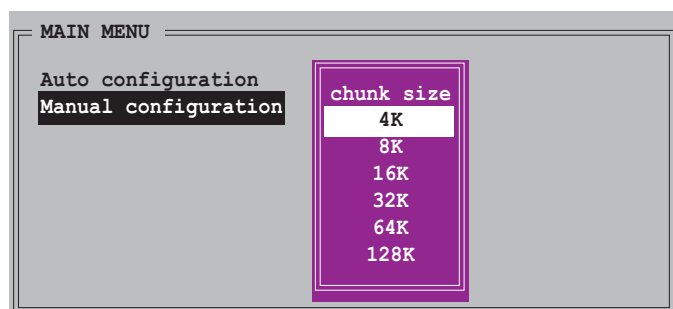 MAIN MENU
Auto configuration
Manual configuration
chunk size
4K
8K
16K
32K
64K
128K